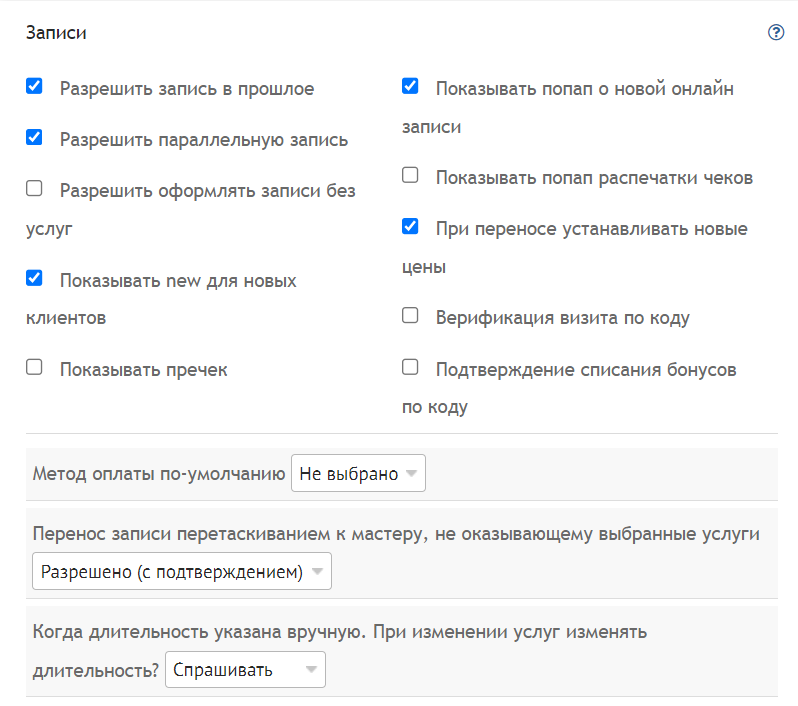 Записи
Разрешить запись в прошлое
Разрешить параллельную запись
Разрешить оформлять записи без
услуг
Показывать new для новых
клиентов
Показывать пречек
Показывать попап о новой онлайн
записи
Показывать попап распечатки чеков
При переносе устанавливать новые
цены
Верификация визита по коду
Подтверждение списания бонусов
по коду
Метод оплаты по-умолчанию Не выбрано
Перенос записи перетаскиванием к мастеру, не оказывающему выбранные услуги
Разрешено (с подтверждением)
Когда длительность указана вручную. При изменении услуг изменять
длительность? Спрашивать